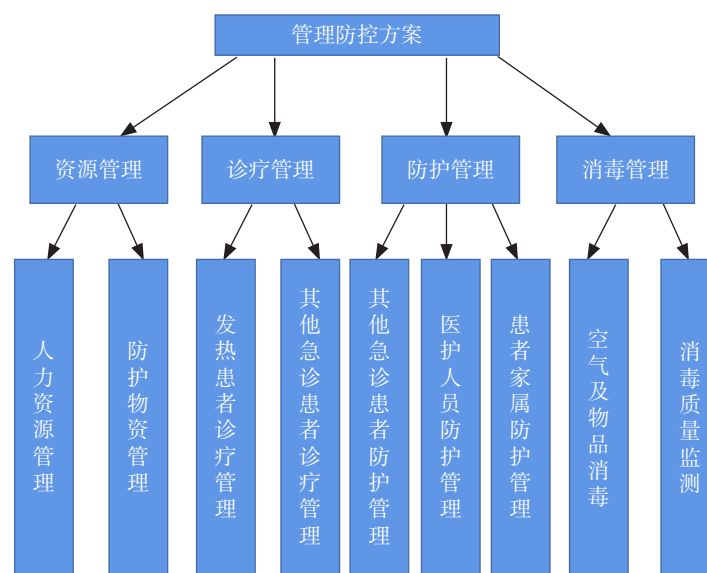 管理防控方案
资源管理
诊疗管理
防护管理
消毒管理
人力资源管理
防护物资管理
发热患者诊疗管理
其他急诊患者诊疗管理
其他急诊患者防护管理
医护人员防护管理
患者家属防护管理
空气及物品消毒
消毒质量监测